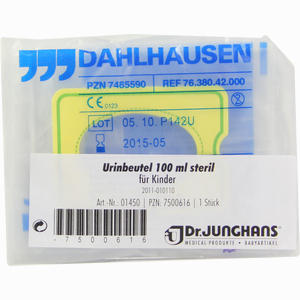 DAHLHAUSEN
PZN 7485590
REF 76.380.42.000
CE 0123
LOT 05.10.P142U
2015-05
Urinbeutel 100 ml steril
für Kinder
2011-010110
Art-Nr.: 01450 | PZN: 7500616 | 1 Stück
-7500616
Dr.JUNGHANS
MEDICAL PRODUKTE · BABYARTIKEL